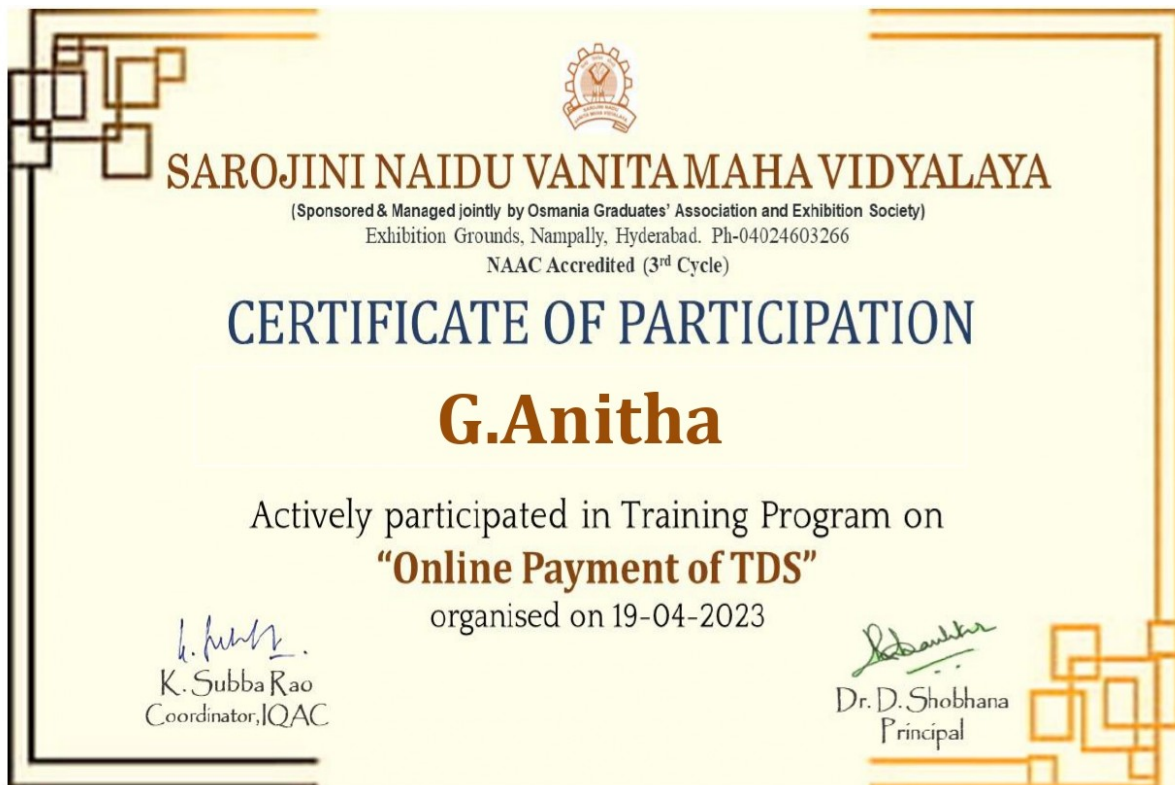 SAROJINI NAIDU VANITA MAHA VIDYALAYA
(Sponsored & Managed jointly by Osmania Graduates' Association and Exhibition Society)
Exhibition Grounds, Nampally, Hyderabad. Ph-04024603266
NAAC Accredited (3rd Cycle)
CERTIFICATE OF PARTICIPATION
G.Anitha
Actively participated in Training Program on
“Online Payment of TDS”
organised on 19-04-2023
K. Subba Rao
Coordinator,IQAC
Dr. D. Shobhana
Principal